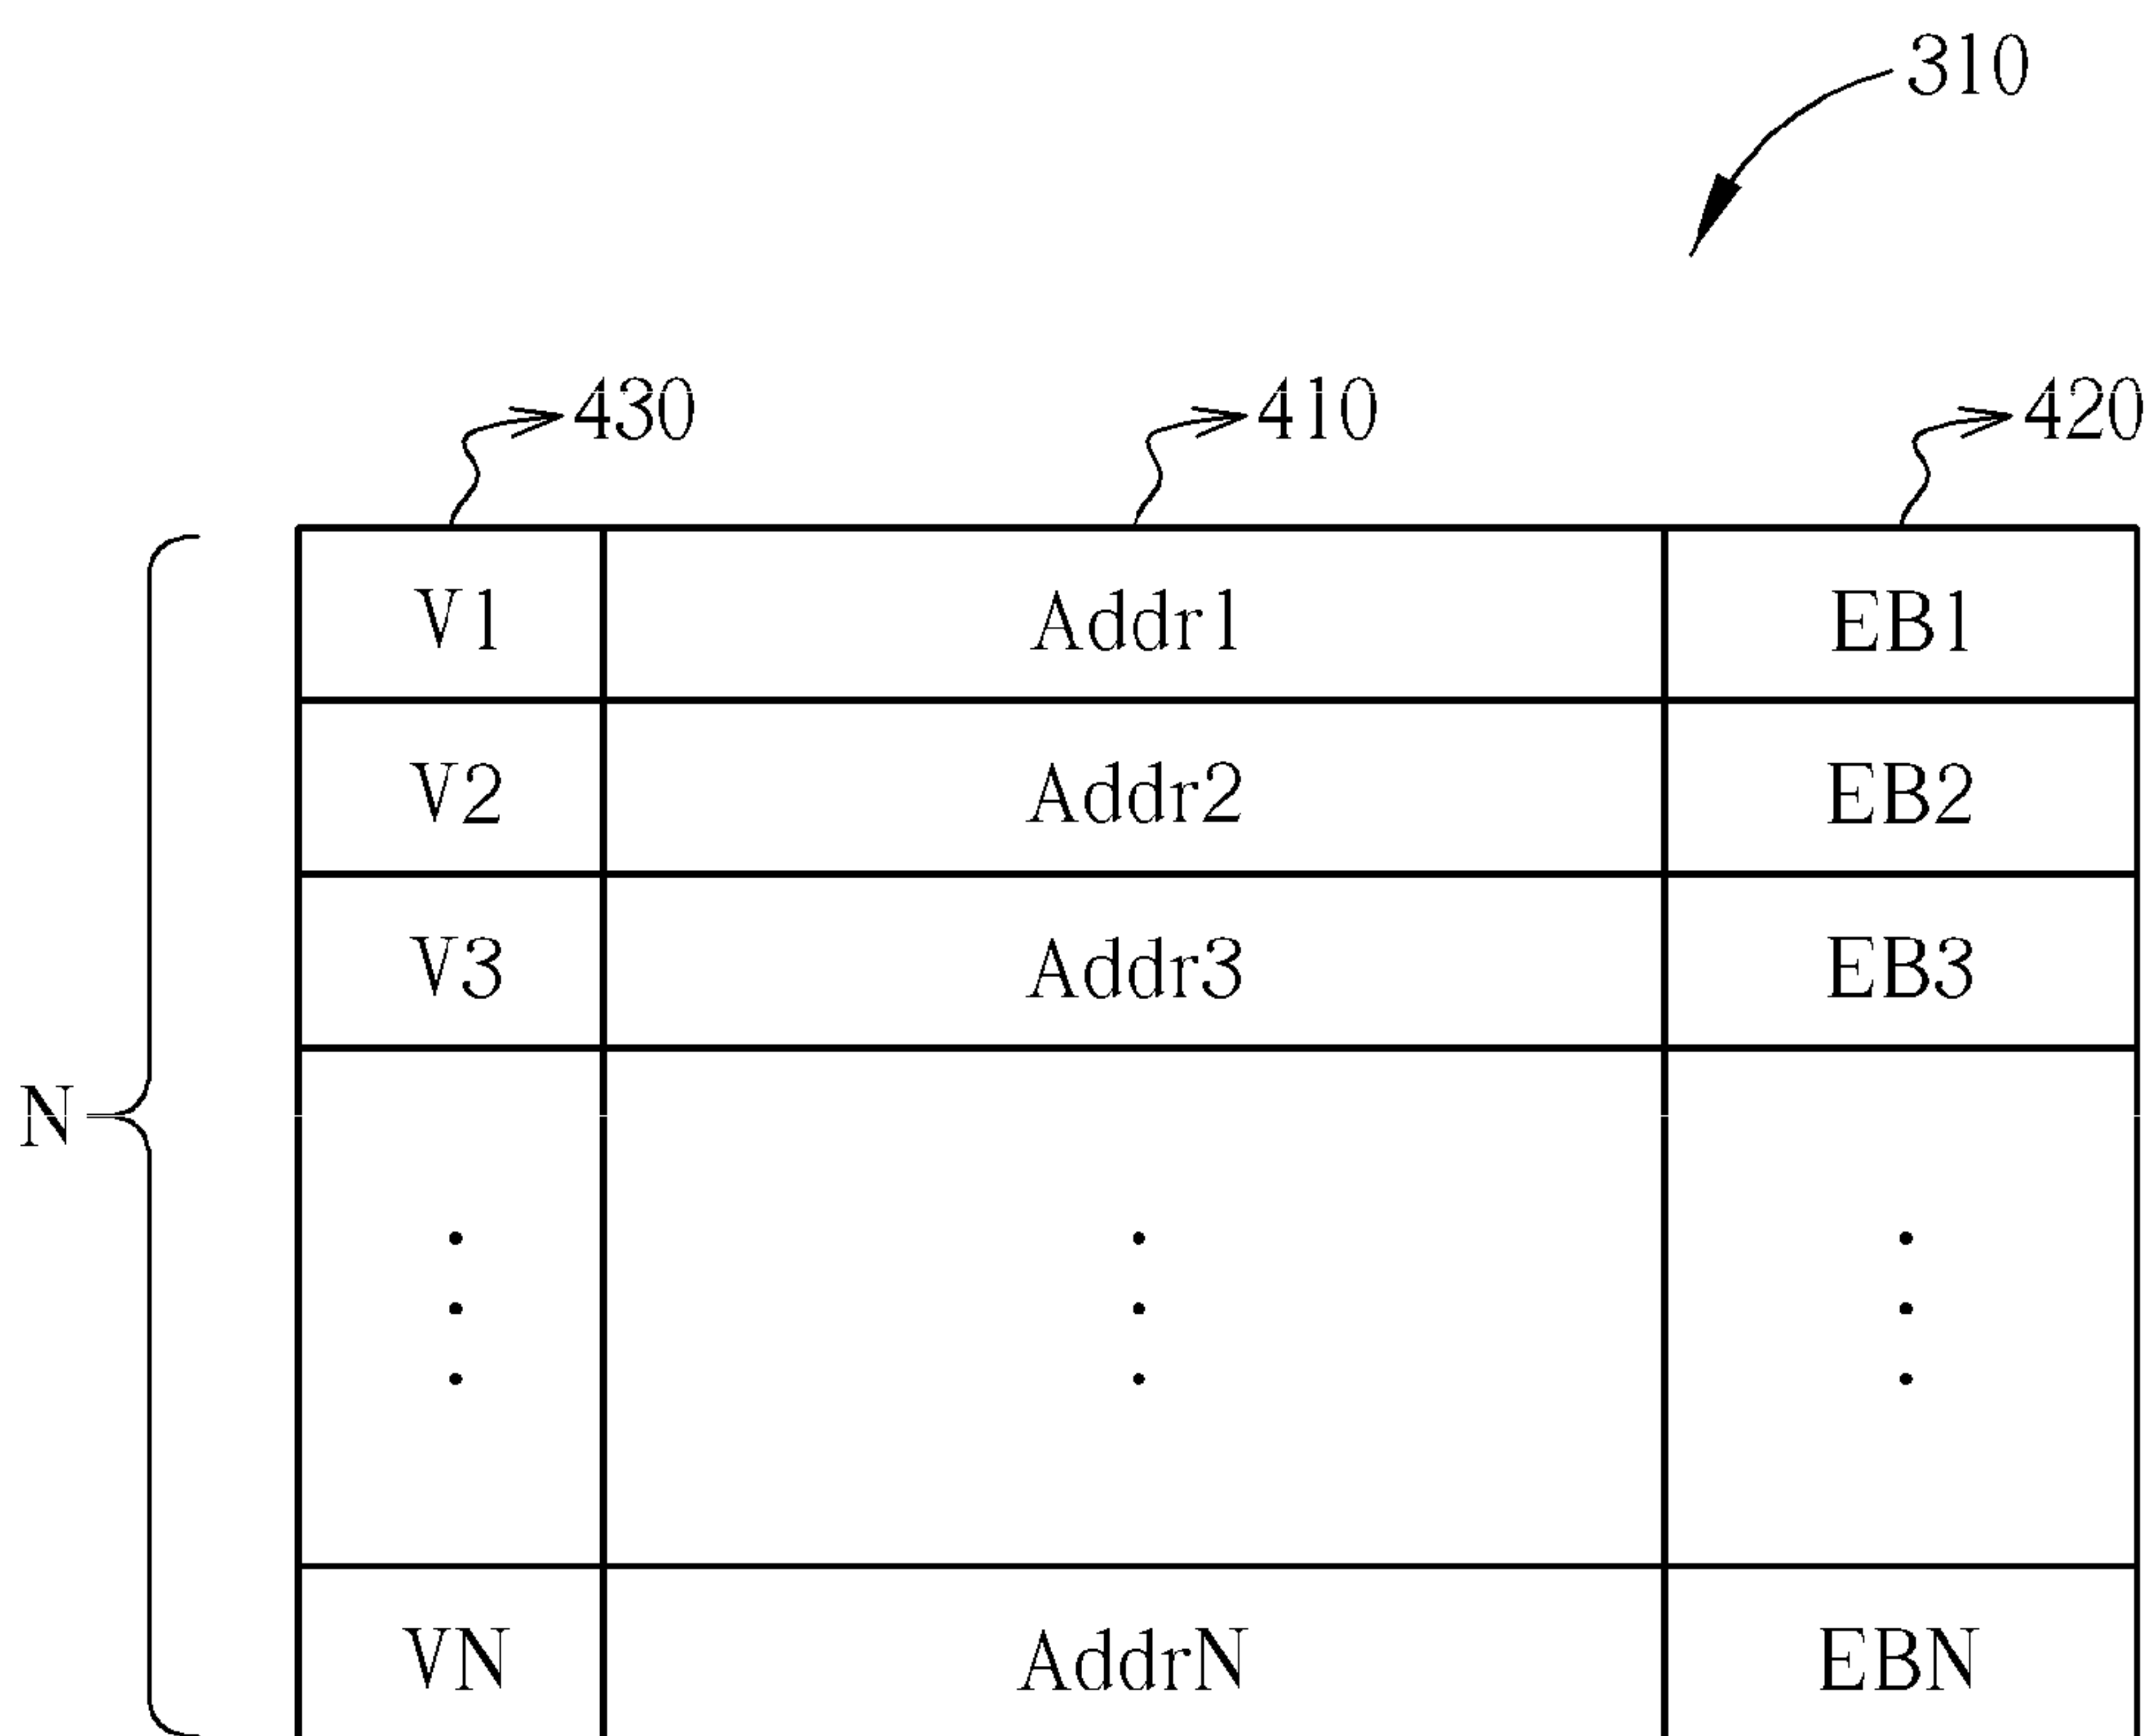 310
430 410 420
V1 Addr1 EB1
V2 Addr2 EB2
V3 Addr3 EB3
N
VN AddrN EBN